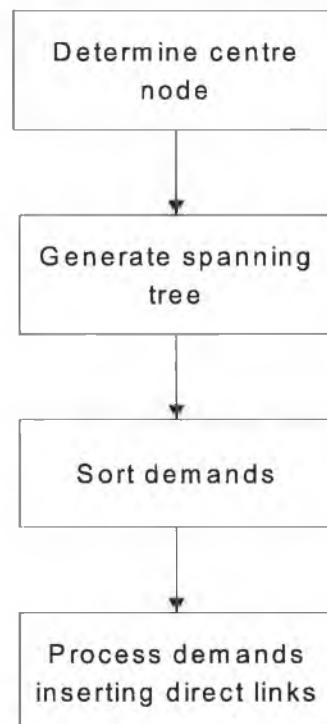 Determine centre
node
Generate spanning
tree
Sort demands
Process demands
inserting direct links